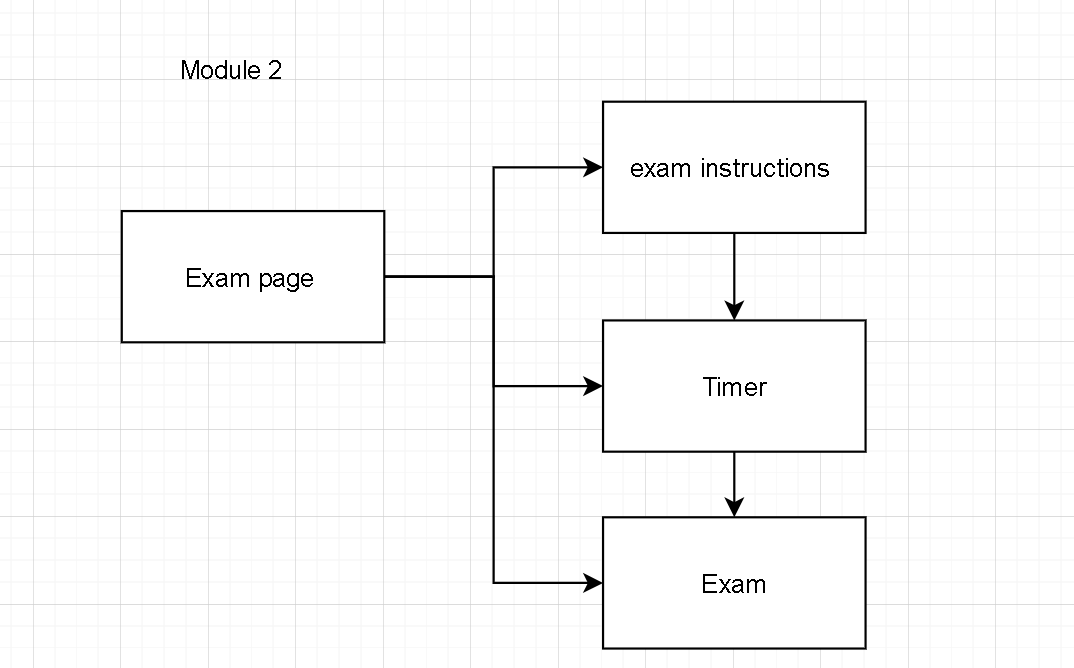 Module 2
exam instructions
Exam page
Timer
Exam